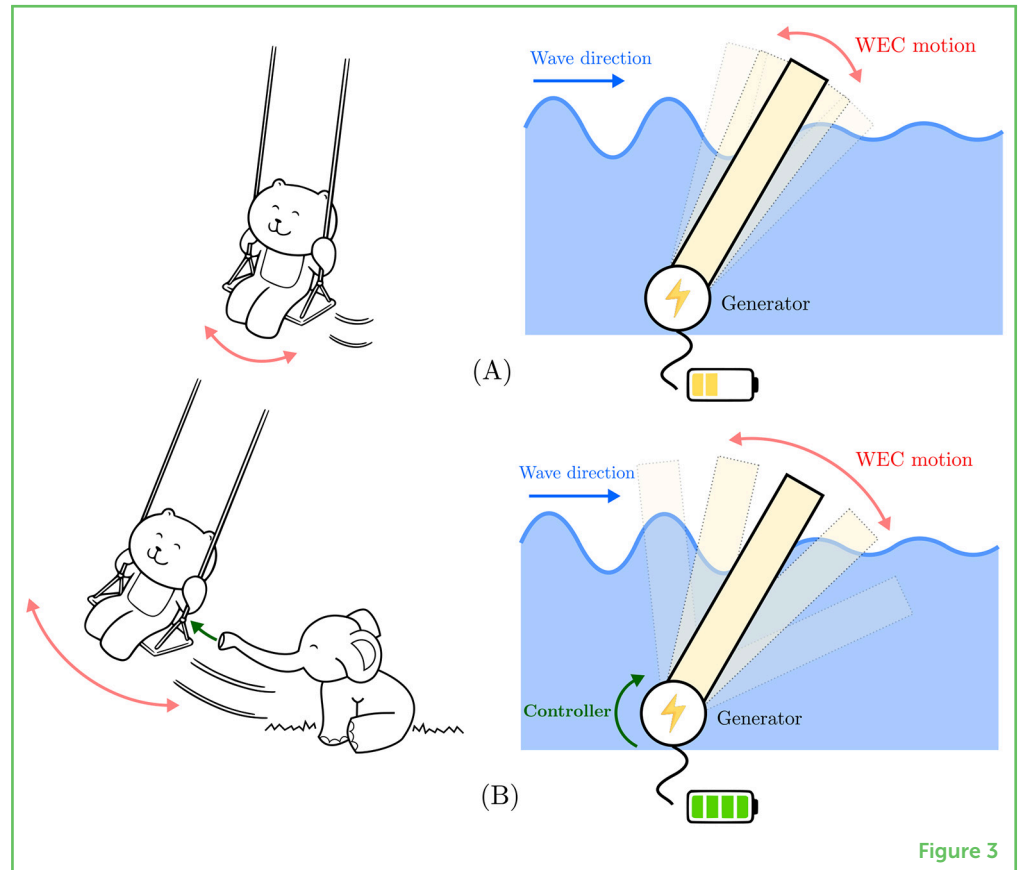 Wave direction
WEC motion
Generator
(A)
Wave direction
WEC motion
Controller
Generator
(B)
Figure 3